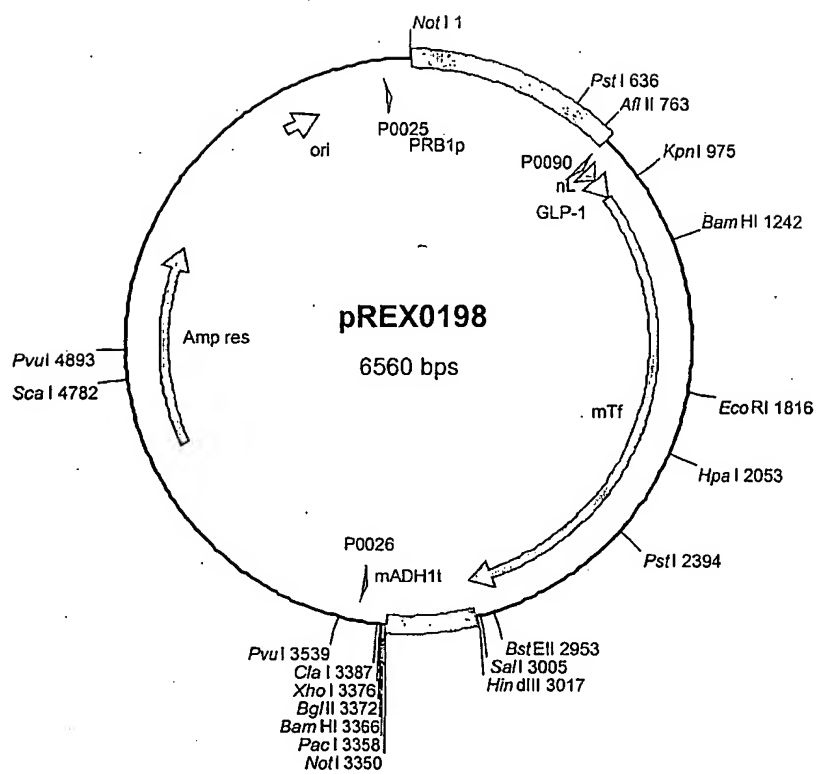 NotI 1
PstI 636
AflII 763
P0025
PRB1p
ori
P0090
KpnI 975
nL
GLP-1
BamHI 1242
pREX0198
6560 bps
Amp res
PvuI 4893
ScaI 4782
EcoRI 1816
mTf
HpaI 2053
PstI 2394
P0026
mADH1t
BstEII 2953
SalI 3005
HindIII 3017
PvuI 3539
ClaI 3387
XhoI 3376
BglII 3372
BamHI 3366
PacI 3358
NotI 3350